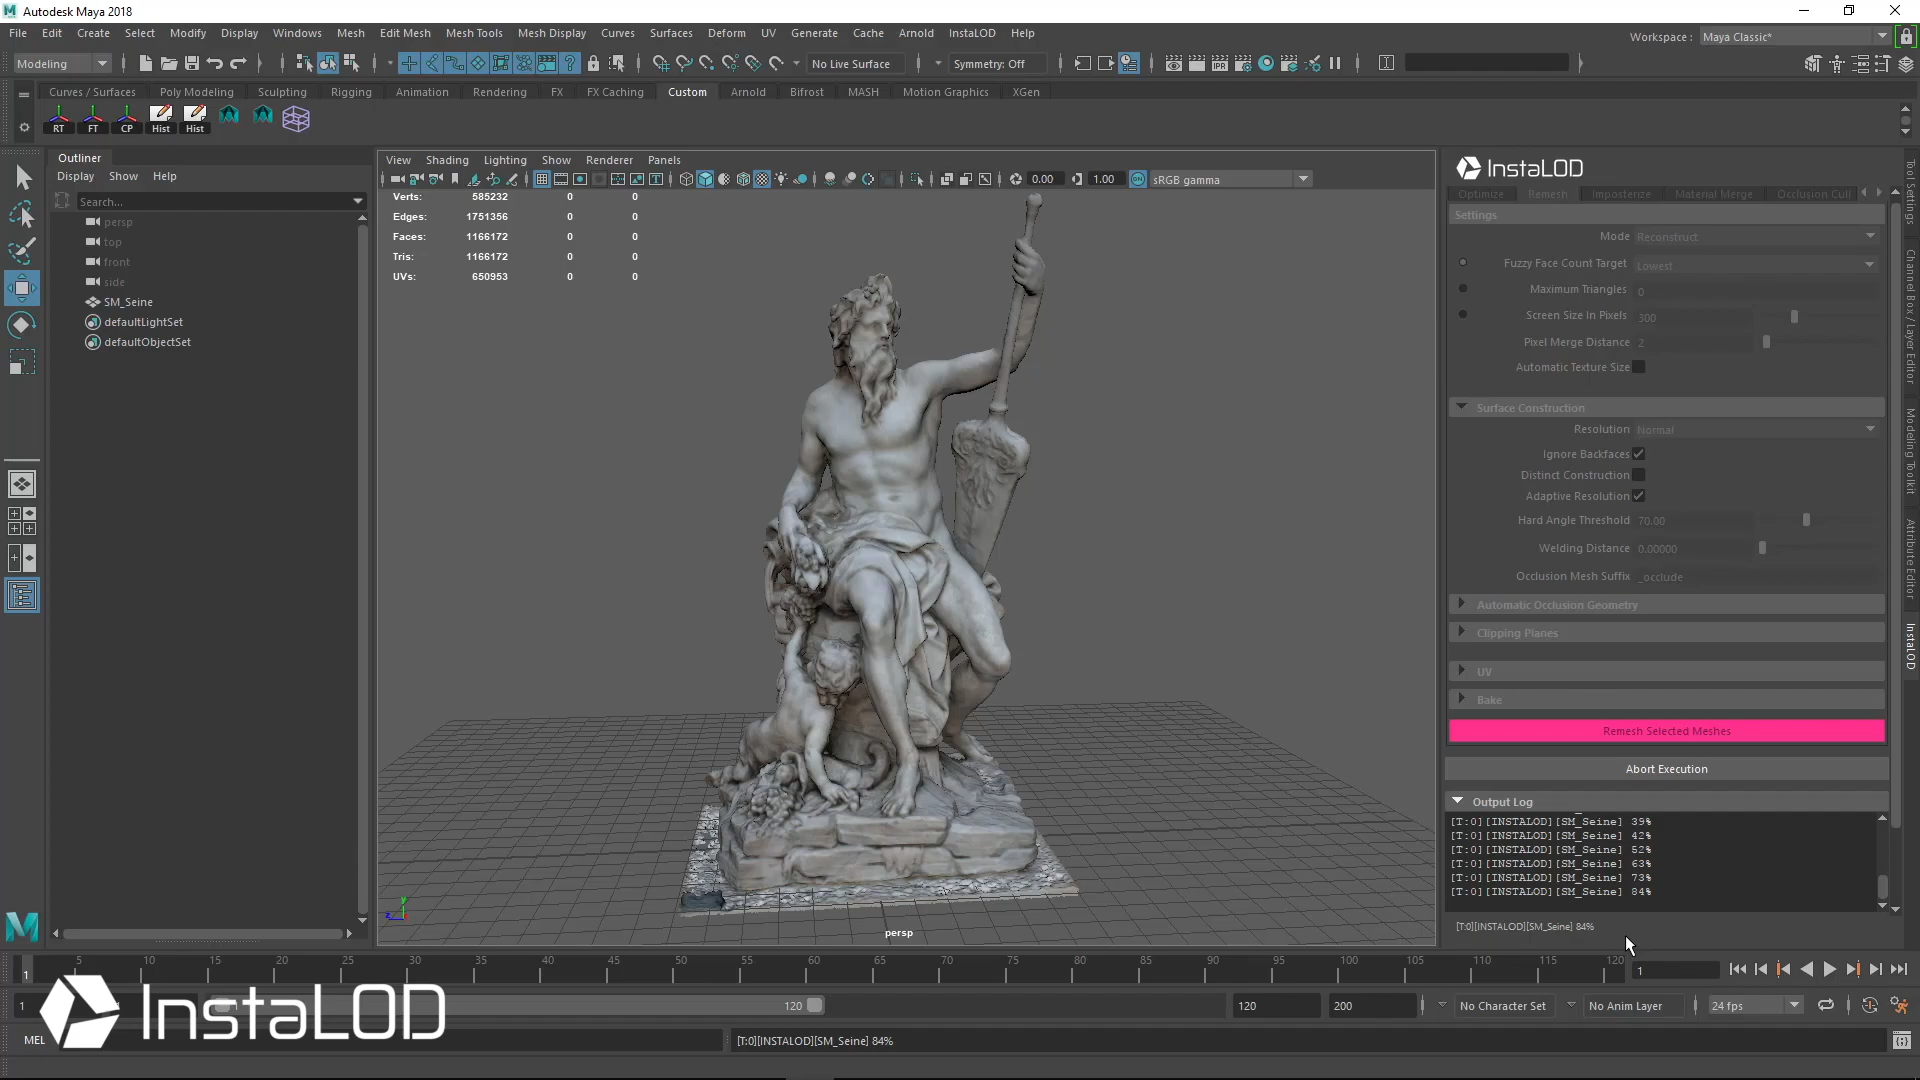 Autodesk Maya 2018
File Edit Create Select Modify Display Windows Mesh Edit Mesh Mesh Tools Mesh Display Curves Surfaces Deform UV Generate Cache Arnold InstaLOD Help
Workspace : Maya Classic*
Modeling No Live Surface Symmetry: Off
Curves / Surfaces Poly Modeling Sculpting Rigging Animation Rendering FX FX Caching Custom Arnold Bifrost MASH Motion Graphics XGen
RT FT CP Hist Hist
Outliner
Display Show Help
Search...
persp
top
front
side
SM_Seine
defaultLightSet
defaultObjectSet
View Shading Lighting Show Renderer Panels
0.00 1.00 sRGB gamma
Verts: 585232 0 0
Edges: 1751356 0 0
Faces: 1166172 0 0
Tris: 1166172 0 0
UVs: 650953 0 0
persp
InstaLOD
Optimize Remesh Imposterize Material Merge Occlusion Cull
Settings
Mode Reconstruct
Fuzzy Face Count Target Lowest
Maximum Triangles 0
Screen Size In Pixels 300
Pixel Merge Distance 2
Automatic Texture Size
Surface Construction
Resolution Normal
Ignore Backfaces
Distinct Construction
Adaptive Resolution
Hard Angle Threshold 70.00
Welding Distance 0.00000
Occlusion Mesh Suffix _occlude
Automatic Occlusion Geometry
Clipping Planes
UV
Bake
Remesh Selected Meshes
Abort Execution
Output Log
[T:0][INSTALOD][SM_Seine] 39%
[T:0][INSTALOD][SM_Seine] 42%
[T:0][INSTALOD][SM_Seine] 52%
[T:0][INSTALOD][SM_Seine] 63%
[T:0][INSTALOD][SM_Seine] 73%
[T:0][INSTALOD][SM_Seine] 84%
[T:0][INSTALOD][SM_Seine] 84%
Tool Settings
Channel Box / Layer Editor
Modeling Toolkit
Attribute Editor
InstaLOD
1 5 10 15 20 25 30 35 40 45 50 55 60 65 70 75 80 85 90 95 100 105 110 115 120 1
1 120 120 200 No Character Set No Anim Layer 24 fps
InstaLOD
MEL [T:0][INSTALOD][SM_Seine] 84%